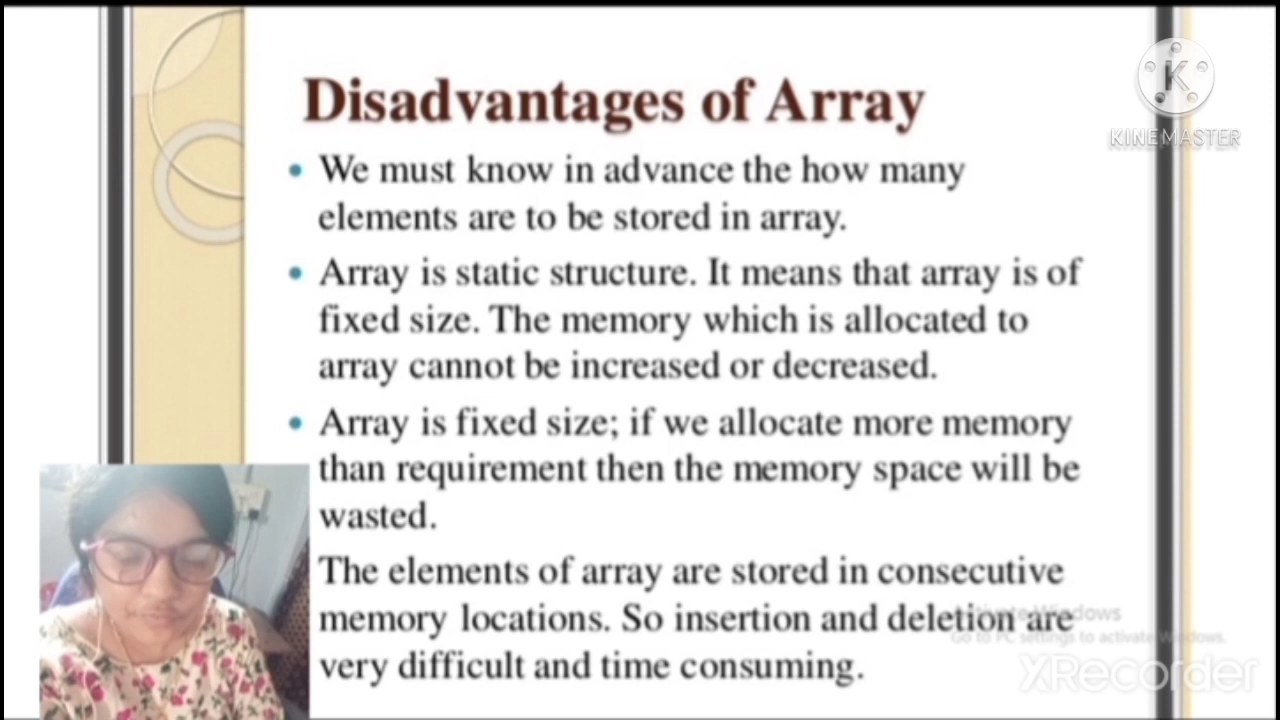 Disadvantages of Array
K
KINEMASTER
We must know in advance the how many
elements are to be stored in array.
Array is static structure. It means that array is of
fixed size. The memory which is allocated to
array cannot be increased or decreased.
Array is fixed size; if we allocate more memory
than requirement then the memory space will be
wasted.
The elements of array are stored in consecutive
memory locations. So insertion and deletion are
very difficult and time consuming.
Activate Windows
Go to PC settings to activate Windows.
XRecorder